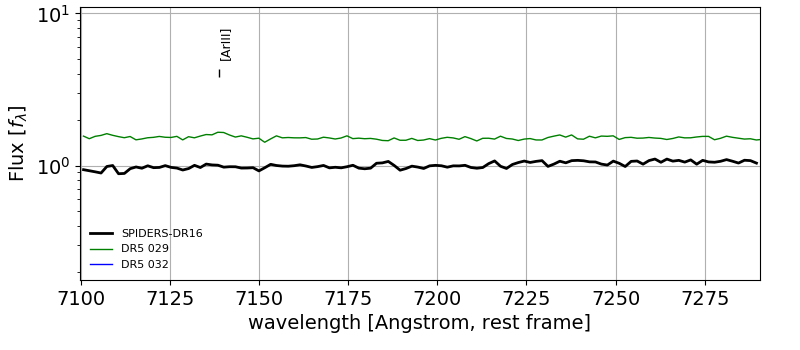 10¹
[ArIII]
Flux [fλ]
10⁰
SPIDERS-DR16
DR5 029
DR5 032
7100 7125 7150 7175 7200 7225 7250 7275
wavelength [Angstrom, rest frame]